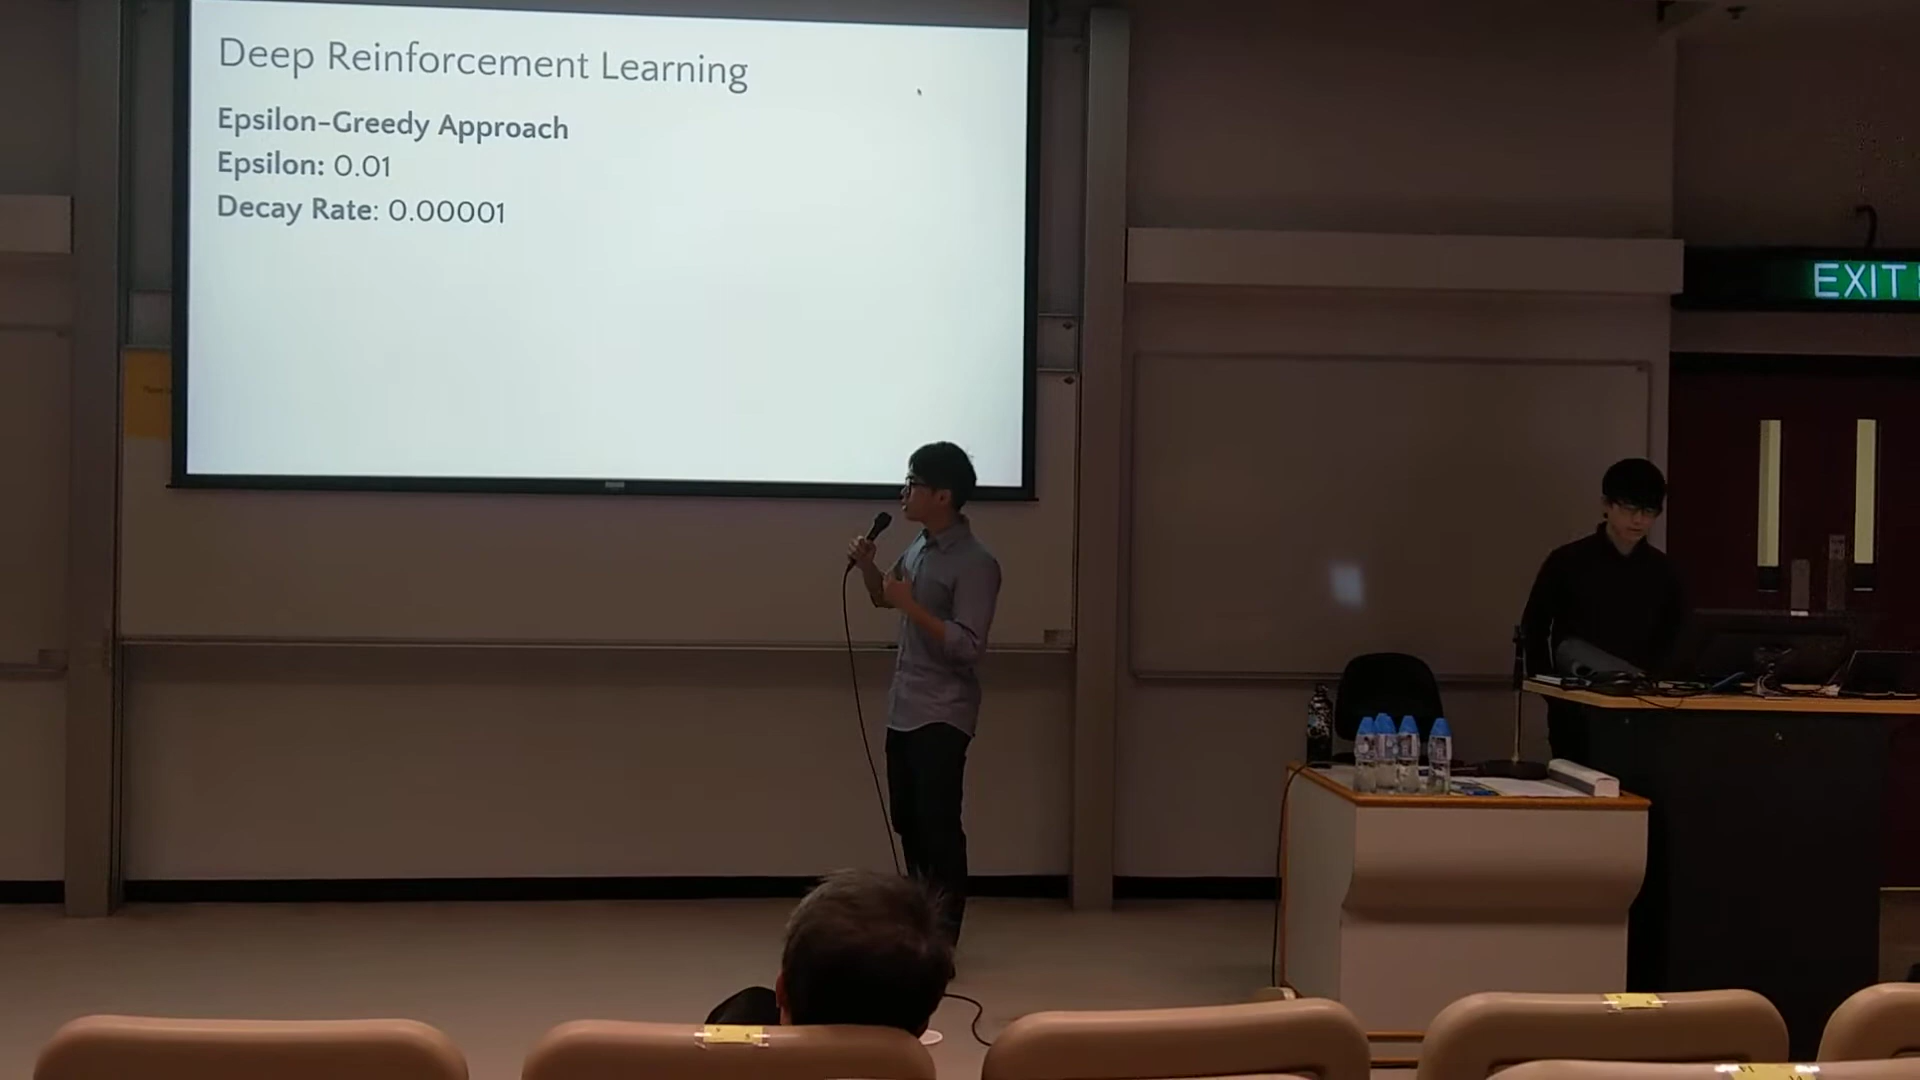 Deep Reinforcement Learning
Epsilon-Greedy Approach
Epsilon: 0.01
Decay Rate: 0.00001
EXIT